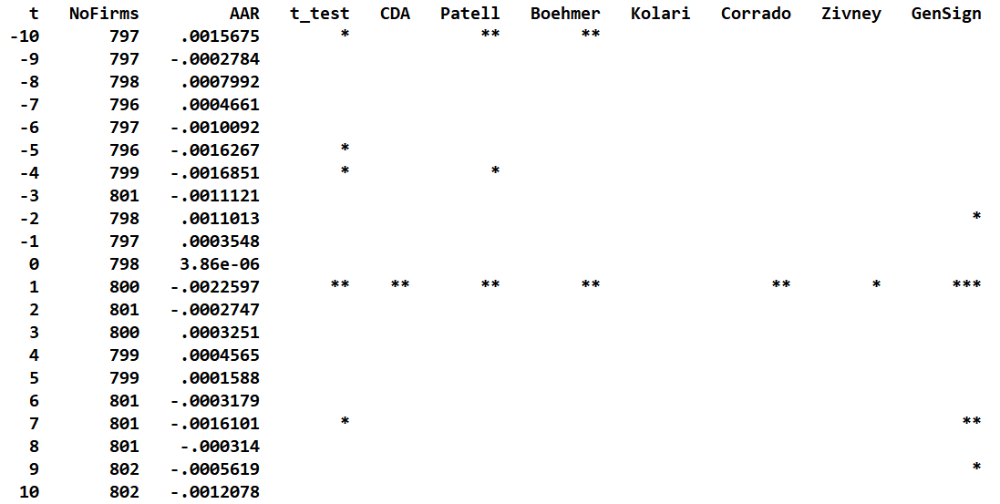 t NoFirms AAR t_test CDA Patell Boehmer Kolari Corrado Zivney GenSign
-10 797 .0015675 * ** **
-9 797 -.0002784
-8 798 .0007992
-7 796 .0004661
-6 797 -.0010092
-5 796 -.0016267 *
-4 799 -.0016851 * *
-3 801 -.0011121
-2 798 .0011013 *
-1 797 .0003548
0 798 3.86e-06
1 800 -.0022597 ** ** ** ** ** * ***
2 801 -.0002747
3 800 .0003251
4 799 .0004565
5 799 .0001588
6 801 -.0003179
7 801 -.0016101 * **
8 801 -.000314
9 802 -.0005619 *
10 802 -.0012078